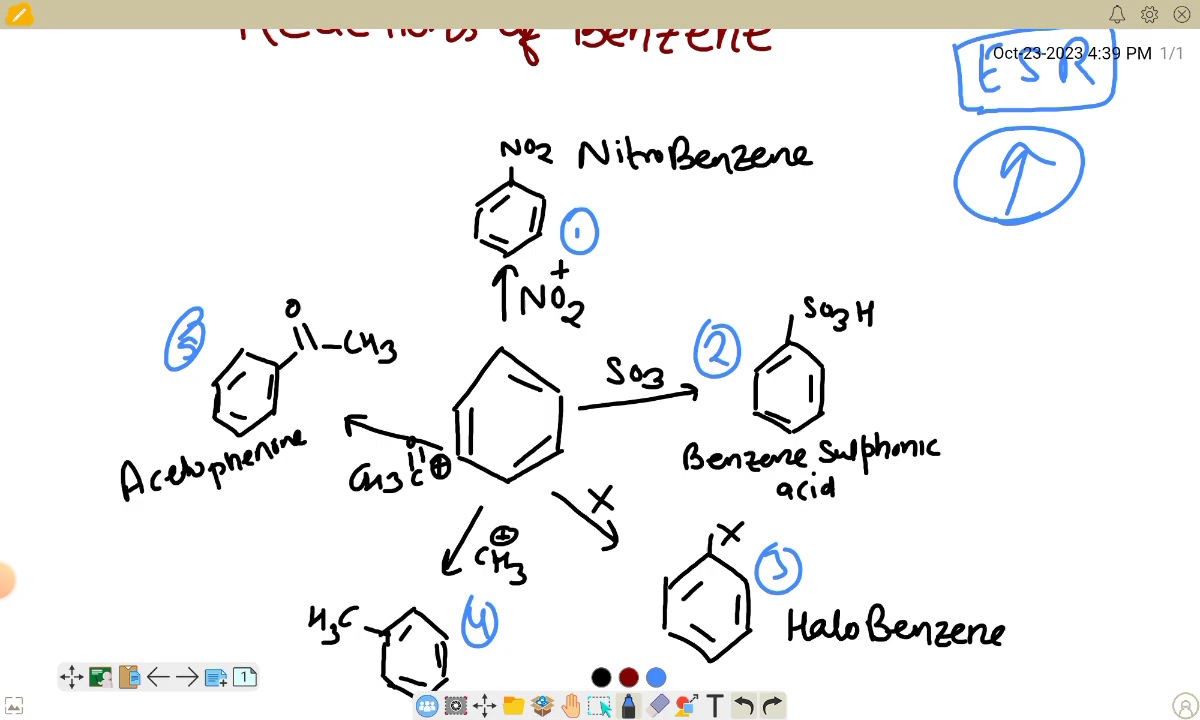 Reactions of Benzene
Oct-23-2023 4:39 PM 1/1
ESR
NO2 NitroBenzene
1
NO2+
5
O
-CH3
Acetophenone
CH3 C O +
SO3
2
SO3H
Benzene Sulphonic
acid
X
X
3
HaloBenzene
+
CH3
H3C
4
1
T